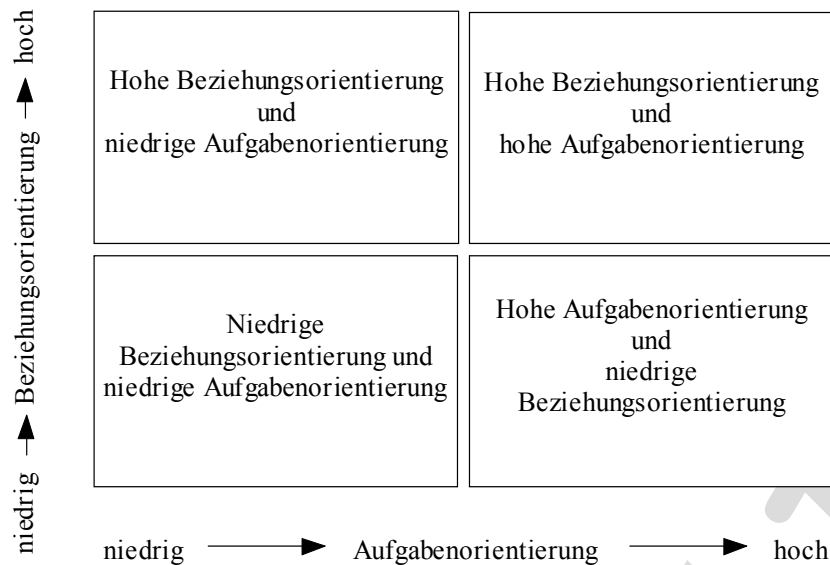 hoch
Beziehungsorientierung
niedrig
Hohe Beziehungsorientierung
und
niedrige Aufgabenorientierung
Hohe Beziehungsorientierung
und
hohe Aufgabenorientierung
Niedrige
Beziehungsorientierung und
niedrige Aufgabenorientierung
Hohe Aufgabenorientierung
und
niedrige
Beziehungsorientierung
niedrig
Aufgabenorientierung
hoch